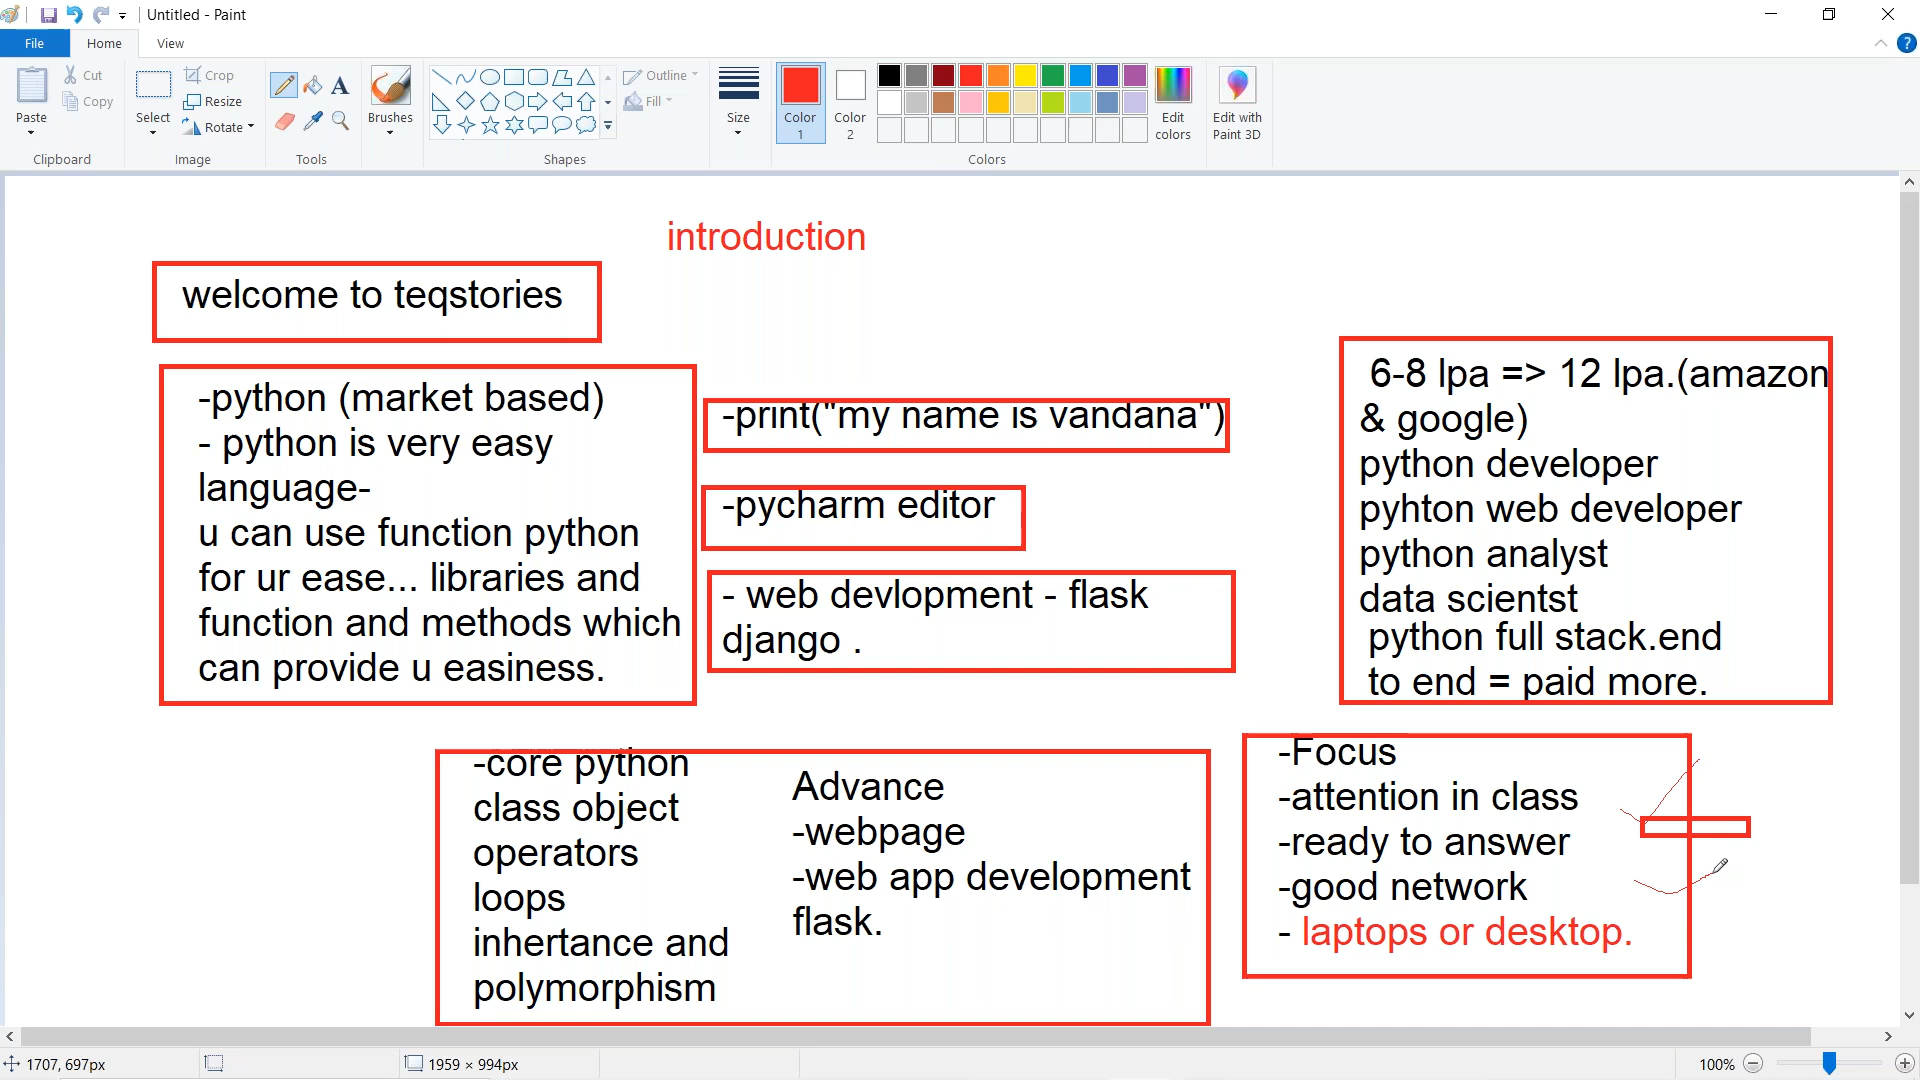 Untitled - Paint
File
Home
View
Paste
Cut
Copy
Clipboard
Select
Crop
Resize
Rotate
Image
Tools
Brushes
Shapes
Outline
Fill
Size
Color
1
Color
2
Colors
Edit
colors
Edit with
Paint 3D
introduction
welcome to teqstories
-python (market based)
- python is very easy
language-
u can use function python
for ur ease... libraries and
function and methods which
can provide u easiness.
-print("my name is vandana")
-pycharm editor
- web devlopment - flask
django .
6-8 lpa => 12 lpa.(amazon
& google)
python developer
pyhton web developer
python analyst
data scientst
python full stack.end
to end = paid more.
-core python
class object
operators
loops
inhertance and
polymorphism
Advance
-webpage
-web app development
flask.
-Focus
-attention in class
-ready to answer
-good network
- laptops or desktop.
1707, 697px
1959 × 994px
100%